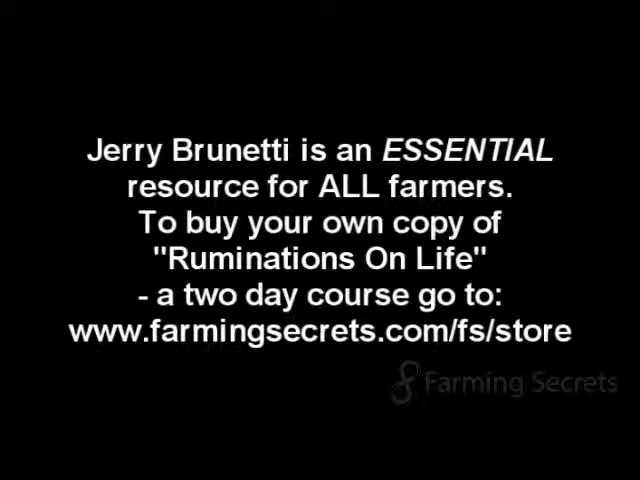 Jerry Brunetti is an ESSENTIAL
resource for ALL farmers.
To buy your own copy of
"Ruminations On Life"
- a two day course go to:
www.farmingsecrets.com/fs/store
Farming Secrets